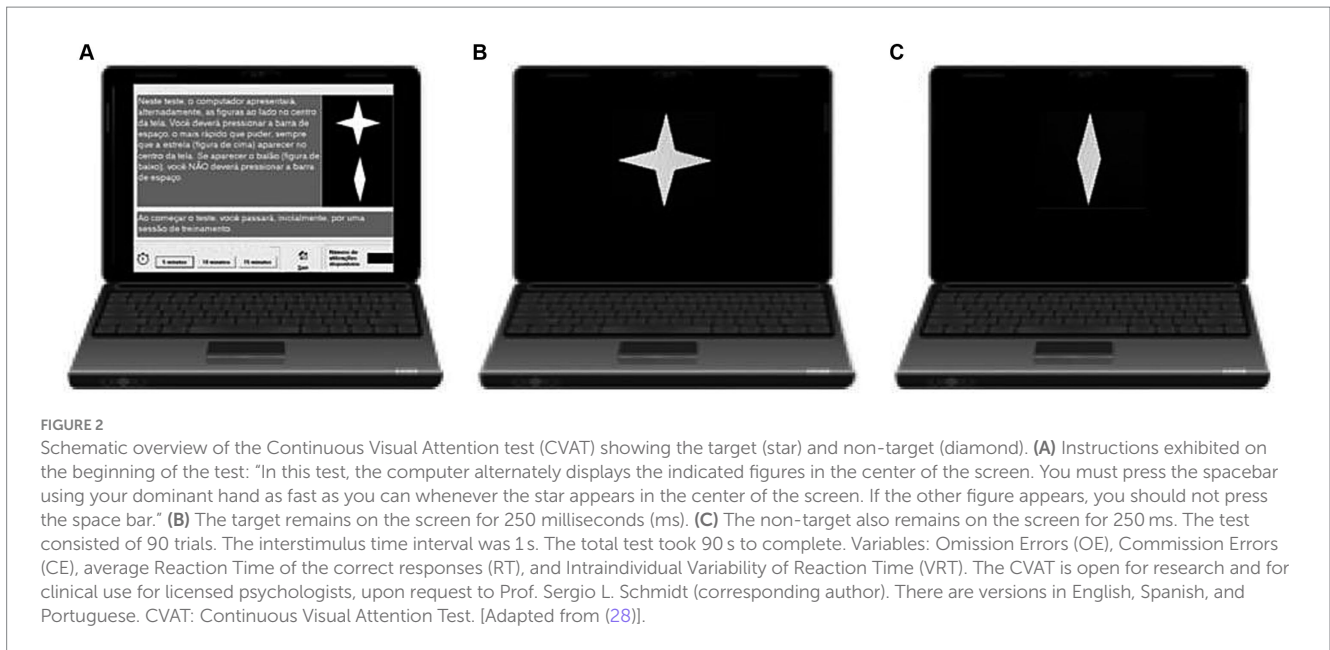 A
B
C
Neste teste, o computador apresentará,
alternadamente, as figuras ao lado no centro
da tela. Você deverá pressionar a barra de
espaço, o mais rápido que puder, sempre
que a estrela (figura de cima) aparecer no
centro da tela. Se aparecer o balão (figura de
baixo), você NÃO deverá pressionar a barra
de espaço
Ao começar o teste, você passará, inicialmente, por uma
sessão de treinamento
5 minutos
10 minutos
15 minutos
Número de
utilizações
FIGURE 2
Schematic overview of the Continuous Visual Attention test (CVAT) showing the target (star) and non-target (diamond). (A) Instructions exhibited on
the beginning of the test: “In this test, the computer alternately displays the indicated figures in the center of the screen. You must press the spacebar
using your dominant hand as fast as you can whenever the star appears in the center of the screen. If the other figure appears, you should not press
the space bar.” (B) The target remains on the screen for 250 milliseconds (ms). (C) The non-target also remains on the screen for 250 ms. The test
consisted of 90 trials. The interstimulus time interval was 1 s. The total test took 90 s to complete. Variables: Omission Errors (OE), Commission Errors
(CE), average Reaction Time of the correct responses (RT), and Intraindividual Variability of Reaction Time (VRT). The CVAT is open for research and for
clinical use for licensed psychologists, upon request to Prof. Sergio L. Schmidt (corresponding author). There are versions in English, Spanish, and
Portuguese. CVAT: Continuous Visual Attention Test. [Adapted from (28)].